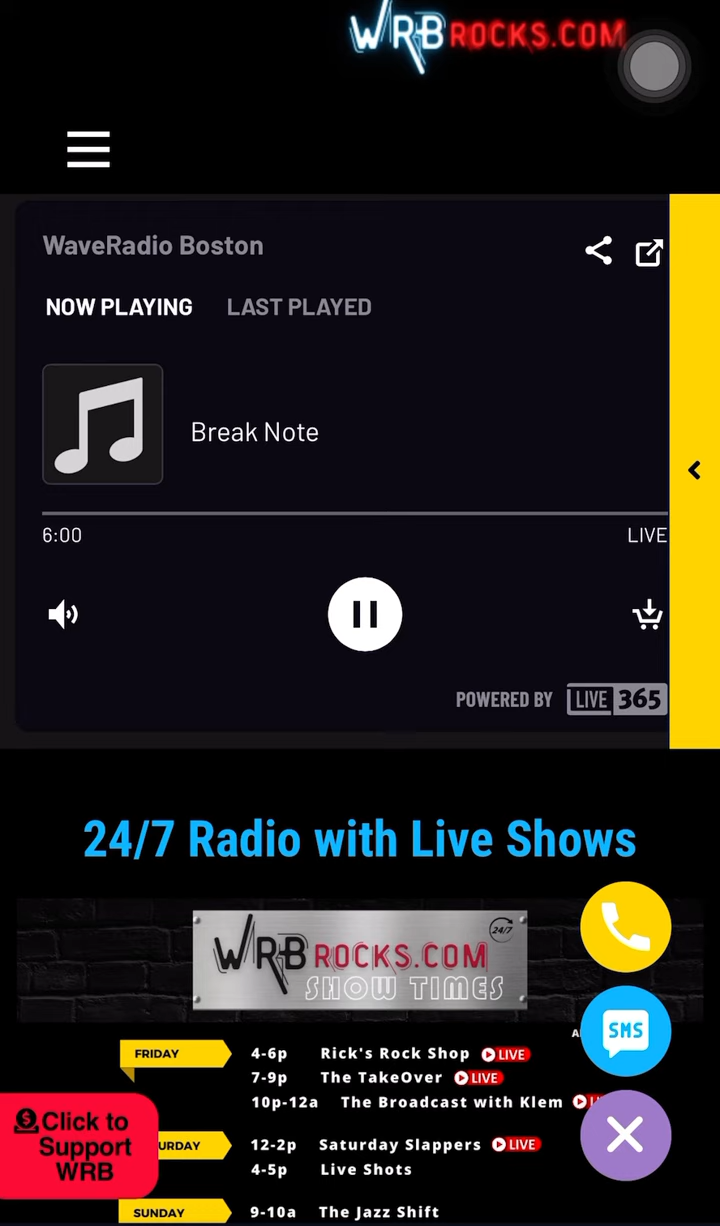 WRBROCKS.COM
WaveRadio Boston
NOW PLAYING LAST PLAYED
Break Note
6:00 LIVE
POWERED BY LIVE 365
24/7 Radio with Live Shows
24/7
WRBROCKS.COM
SHOW TIMES
SMS
FRIDAY 4-6p Rick's Rock Shop LIVE
7-9p The TakeOver LIVE
10p-12a The Broadcast with Klem
Click to
Support
WRB
URDAY 12-2p Saturday Slappers LIVE
4-5p Live Shots
SUNDAY 9-10a The Jazz Shift